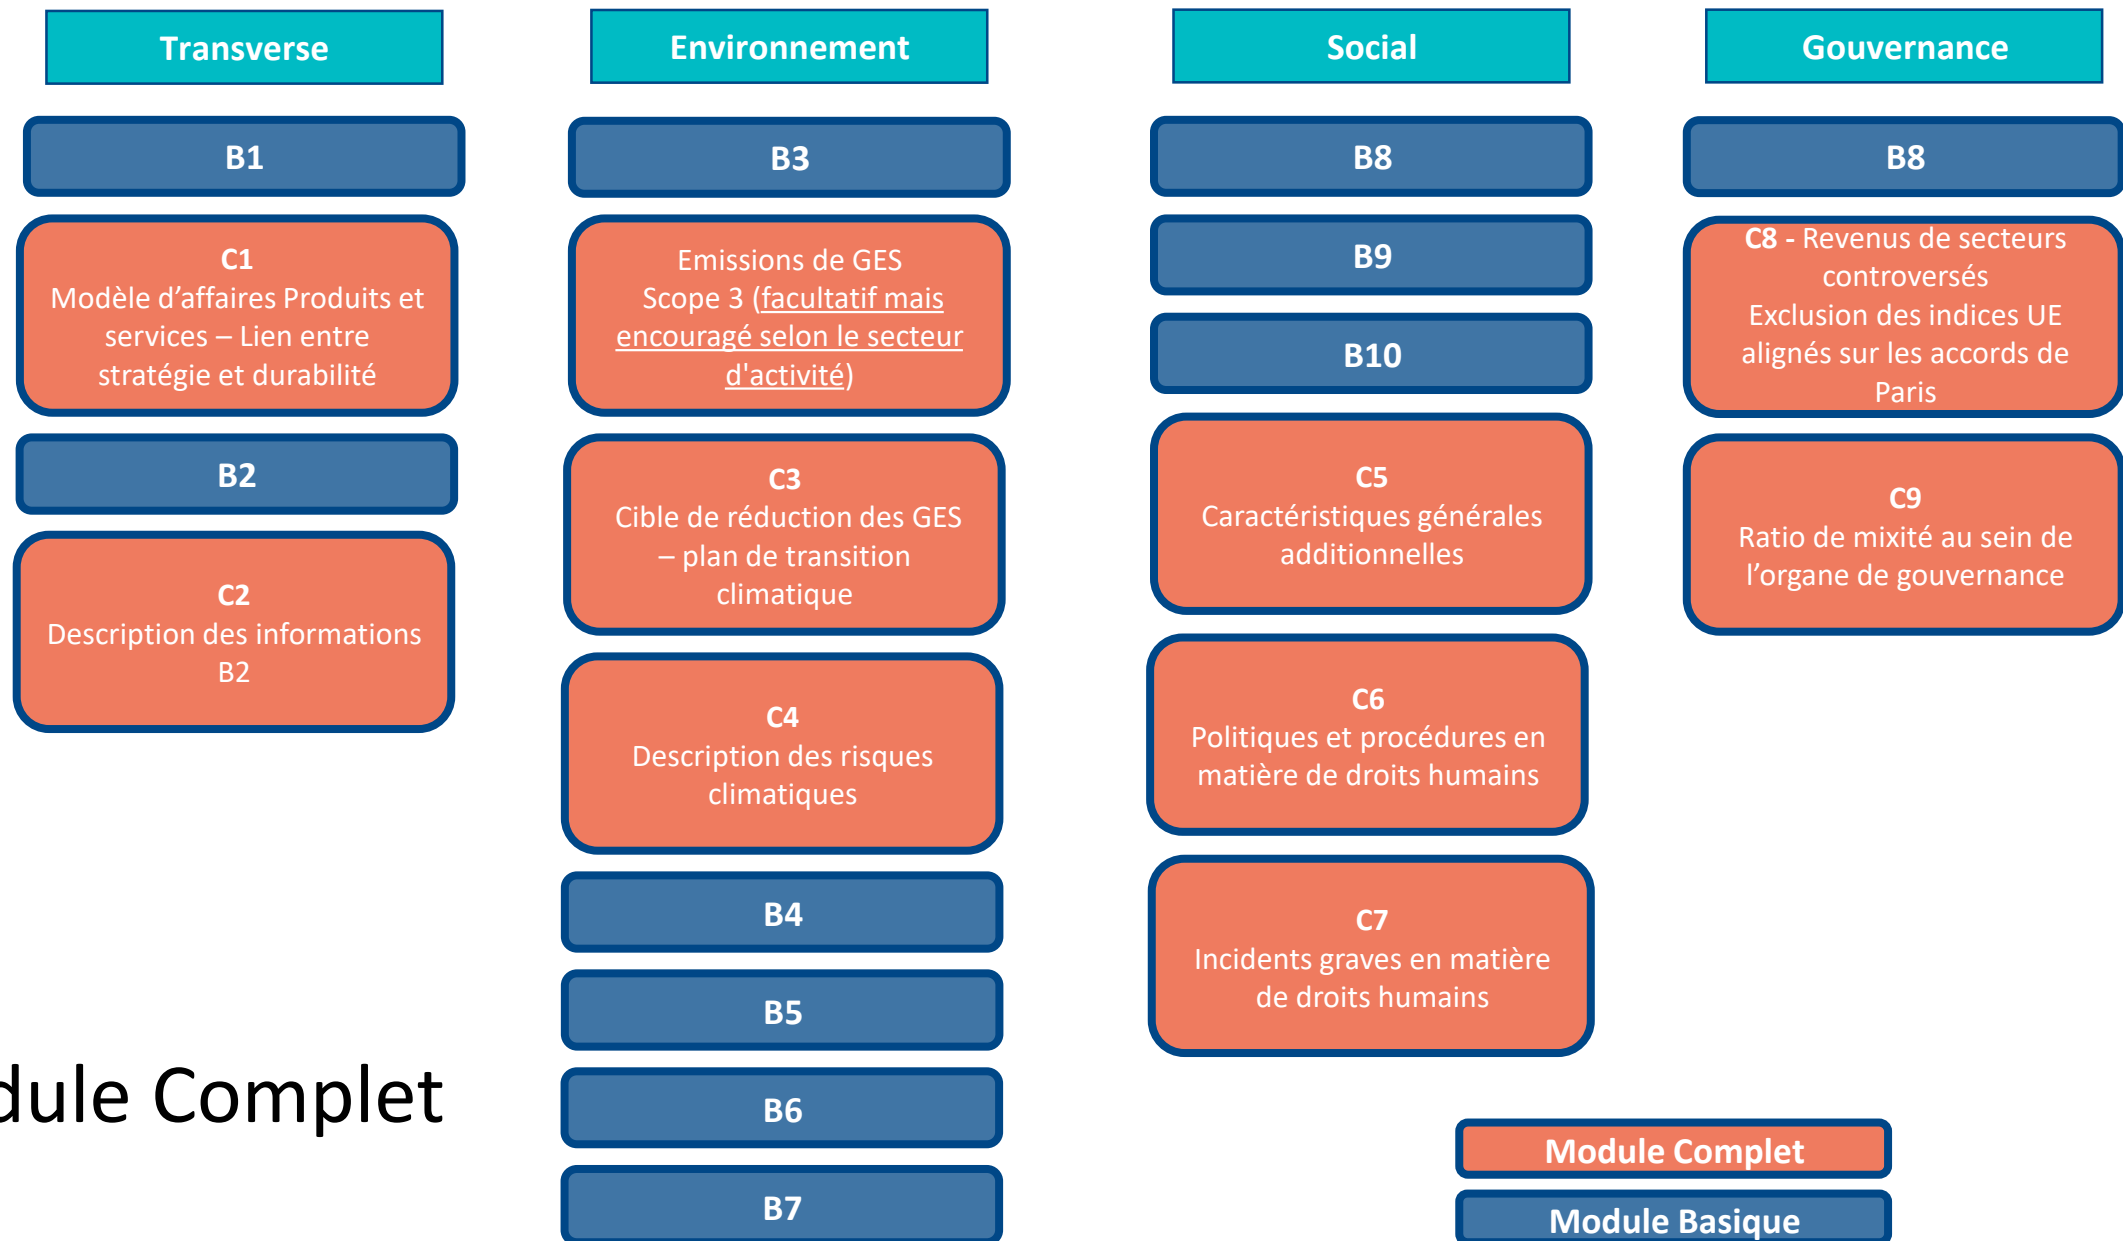 Transverse
B1
C1
Modèle d’affaires Produits et
services – Lien entre
stratégie et durabilité
B2
C2
Description des informations
B2
Environnement
B3
Emissions de GES
Scope 3 (facultatif mais
encouragé selon le secteur
d'activité)
C3
Cible de réduction des GES
– plan de transition
climatique
C4
Description des risques
climatiques
B4
B5
B6
B7
Social
B8
B9
B10
C5
Caractéristiques générales
additionnelles
C6
Politiques et procédures en
matière de droits humains
C7
Incidents graves en matière
de droits humains
Gouvernance
B8
C8 - Revenus de secteurs
controversés
Exclusion des indices UE
alignés sur les accords de
Paris
C9
Ratio de mixité au sein de
l’organe de gouvernance
dule Complet
Module Complet
Module Basique